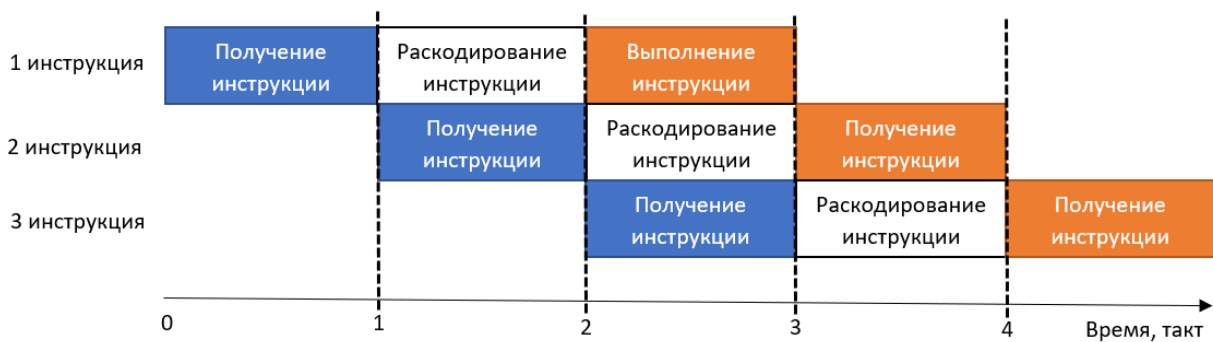 1 инструкция
Получение
инструкции
Раскодирование
инструкции
Выполнение
инструкции
2 инструкция
Получение
инструкции
Раскодирование
инструкции
Получение
инструкции
3 инструкция
Получение
инструкции
Раскодирование
инструкции
Получение
инструкции
0
1
2
3
4
Время, такт